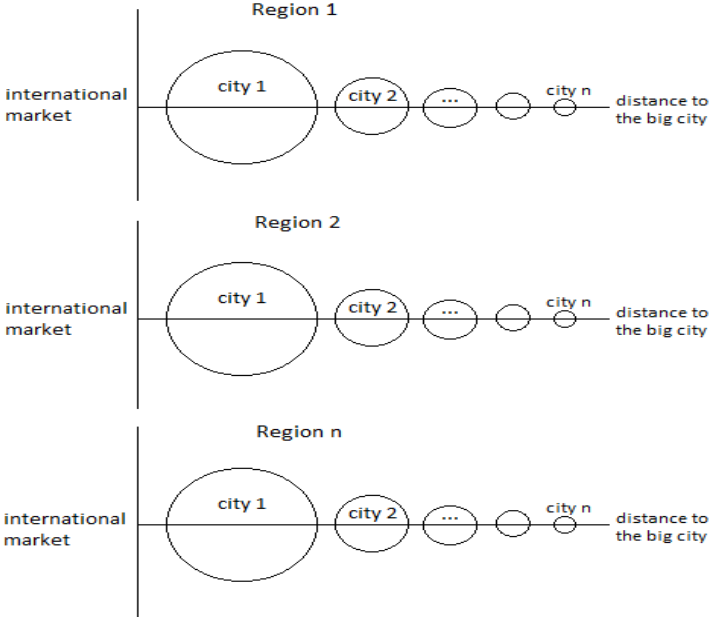 Region 1
international
market
city 1
city 2
...
city n
distance to
the big city
Region 2
international
market
city 1
city 2
...
city n
distance to
the big city
Region n
international
market
city 1
city 2
...
city n
distance to
the big city